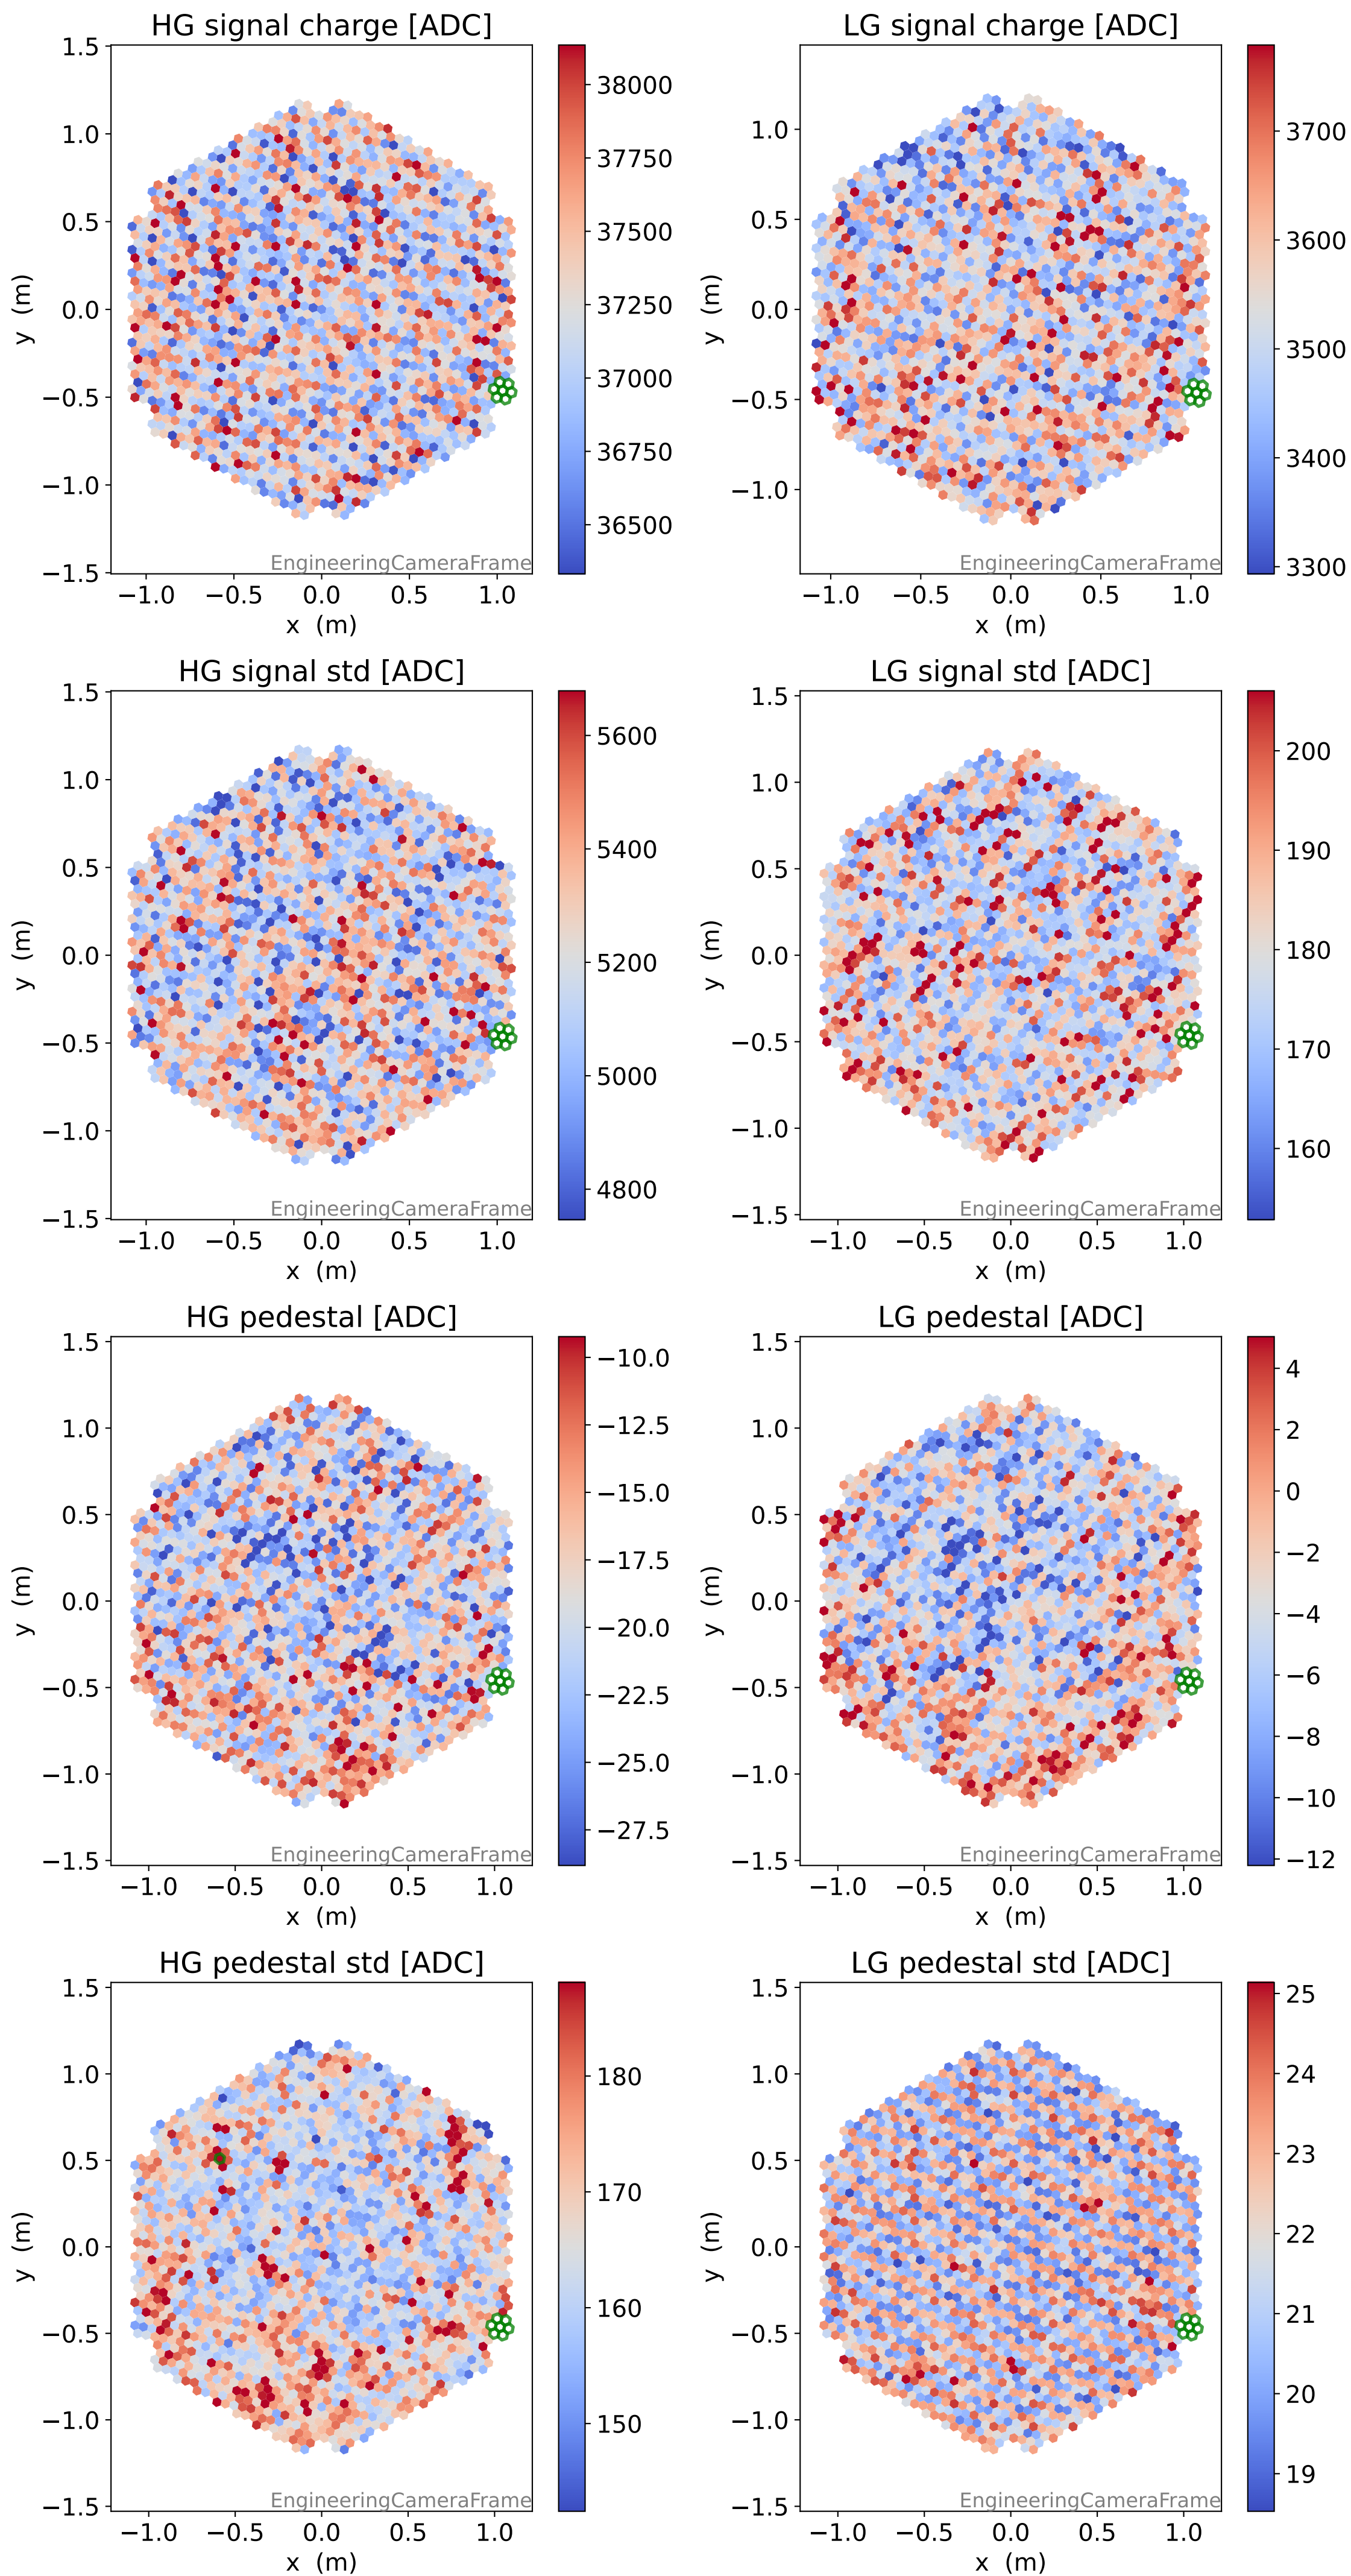 HG signal charge [ADC]
1.5
1.0
0.5
0.0
−0.5
−1.0
−1.5
y (m)
−1.0 −0.5 0.0 0.5 1.0
x (m)
EngineeringCameraFrame
38000
37750
37500
37250
37000
36750
36500
LG signal charge [ADC]
1.0
0.5
0.0
−0.5
−1.0
y (m)
−1.0 −0.5 0.0 0.5 1.0
x (m)
EngineeringCameraFrame
3700
3600
3500
3400
3300
HG signal std [ADC]
1.5
1.0
0.5
0.0
−0.5
−1.0
−1.5
y (m)
−1.0 −0.5 0.0 0.5 1.0
x (m)
EngineeringCameraFrame
5600
5400
5200
5000
4800
LG signal std [ADC]
1.5
1.0
0.5
0.0
−0.5
−1.0
−1.5
y (m)
−1.0 −0.5 0.0 0.5 1.0
x (m)
EngineeringCameraFrame
200
190
180
170
160
HG pedestal [ADC]
1.5
1.0
0.5
0.0
−0.5
−1.0
−1.5
y (m)
−1.0 −0.5 0.0 0.5 1.0
x (m)
EngineeringCameraFrame
−10.0
−12.5
−15.0
−17.5
−20.0
−22.5
−25.0
−27.5
LG pedestal [ADC]
1.5
1.0
0.5
0.0
−0.5
−1.0
−1.5
y (m)
−1.0 −0.5 0.0 0.5 1.0
x (m)
EngineeringCameraFrame
4
2
0
−2
−4
−6
−8
−10
−12
HG pedestal std [ADC]
1.5
1.0
0.5
0.0
−0.5
−1.0
−1.5
y (m)
−1.0 −0.5 0.0 0.5 1.0
x (m)
EngineeringCameraFrame
180
170
160
150
LG pedestal std [ADC]
1.5
1.0
0.5
0.0
−0.5
−1.0
−1.5
y (m)
−1.0 −0.5 0.0 0.5 1.0
x (m)
EngineeringCameraFrame
25
24
23
22
21
20
19